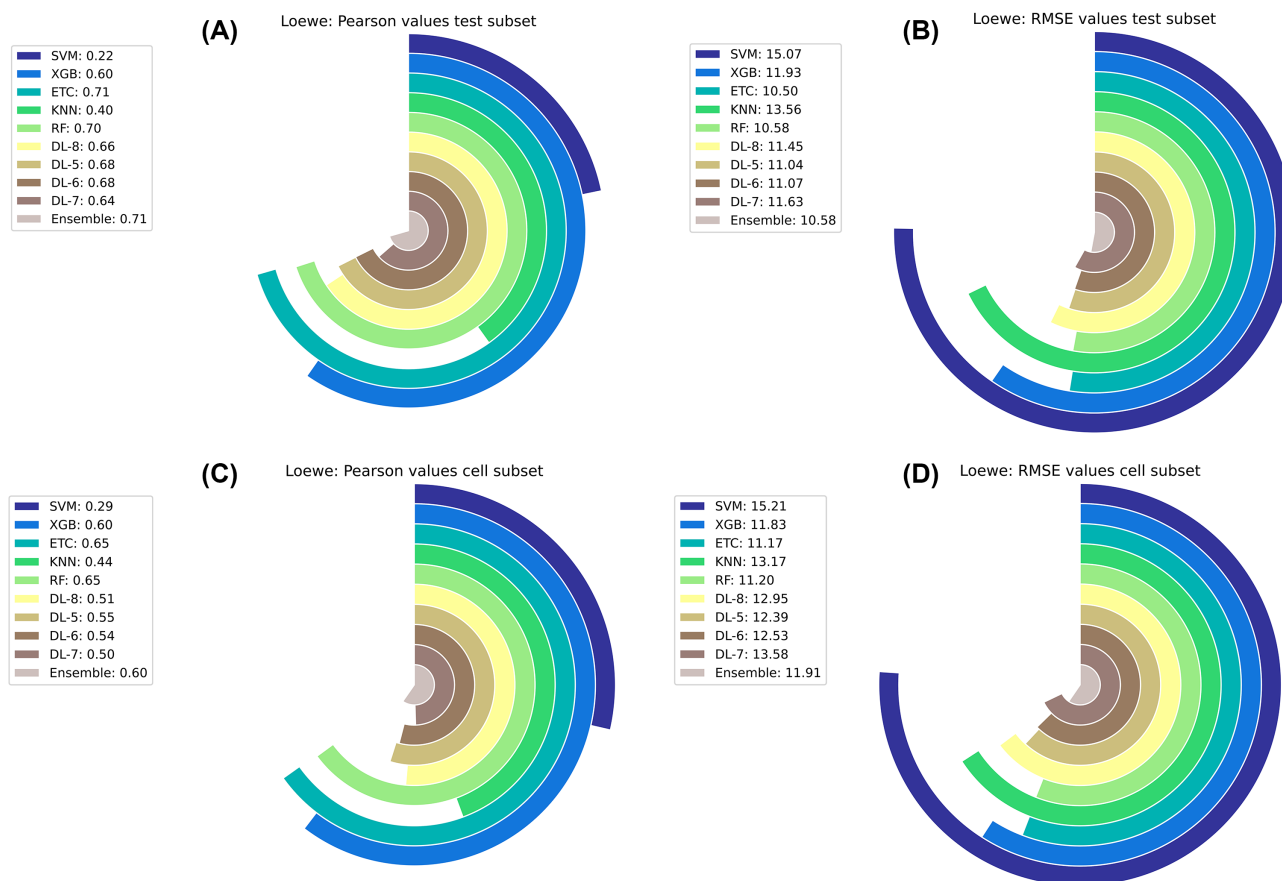 (A)
Loewe: Pearson values test subset
SVM: 0.22
XGB: 0.60
ETC: 0.71
KNN: 0.40
RF: 0.70
DL-8: 0.66
DL-5: 0.68
DL-6: 0.68
DL-7: 0.64
Ensemble: 0.71
(B)
Loewe: RMSE values test subset
SVM: 15.07
XGB: 11.93
ETC: 10.50
KNN: 13.56
RF: 10.58
DL-8: 11.45
DL-5: 11.04
DL-6: 11.07
DL-7: 11.63
Ensemble: 10.58
(C)
Loewe: Pearson values cell subset
SVM: 0.29
XGB: 0.60
ETC: 0.65
KNN: 0.44
RF: 0.65
DL-8: 0.51
DL-5: 0.55
DL-6: 0.54
DL-7: 0.50
Ensemble: 0.60
(D)
Loewe: RMSE values cell subset
SVM: 15.21
XGB: 11.83
ETC: 11.17
KNN: 13.17
RF: 11.20
DL-8: 12.95
DL-5: 12.39
DL-6: 12.53
DL-7: 13.58
Ensemble: 11.91